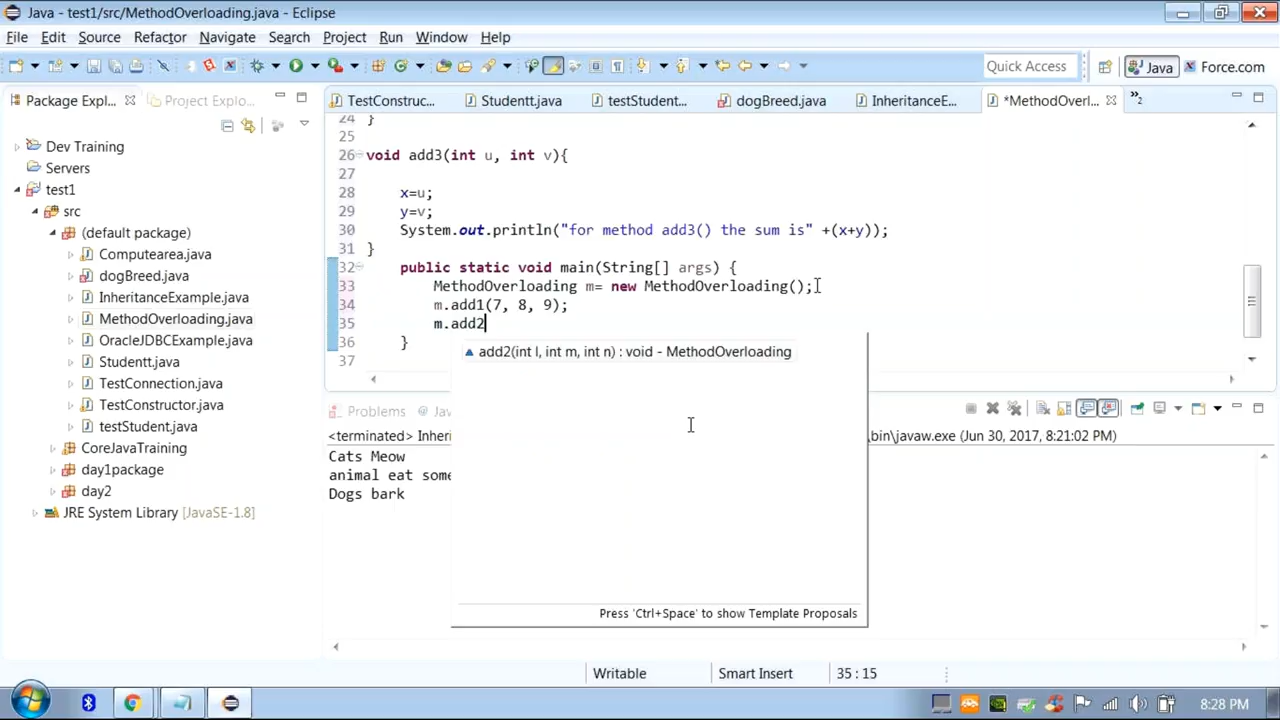 Java - test1/src/MethodOverloading.java - Eclipse
File Edit Source Refactor Navigate Search Project Run Window Help
Quick Access Java Force.com
Package Expl... Project Explo...
TestConstruc... Studentt.java testStudent... dogBreed.java InheritanceE... *MethodOverl... »2
Dev Training
Servers
test1
src
(default package)
Computearea.java
dogBreed.java
InheritanceExample.java
MethodOverloading.java
OracleJDBCExample.java
Studentt.java
TestConnection.java
TestConstructor.java
testStudent.java
CoreJavaTraining
day1package
day2
JRE System Library [JavaSE-1.8]
24 }
25
26 void add3(int u, int v){
27
28 x=u;
29 y=v;
30 System.out.println("for method add3() the sum is" +(x+y));
31 }
32 public static void main(String[] args) {
33 MethodOverloading m= new MethodOverloading();
34 m.add1(7, 8, 9);
35 m.add2
36 }
37
add2(int l, int m, int n) : void - MethodOverloading
Press 'Ctrl+Space' to show Template Proposals
Problems @ Jav
<terminated> Inheri \bin\javaw.exe (Jun 30, 2017, 8:21:02 PM)
Cats Meow
animal eat some
Dogs bark
Writable Smart Insert 35 : 15
8:28 PM